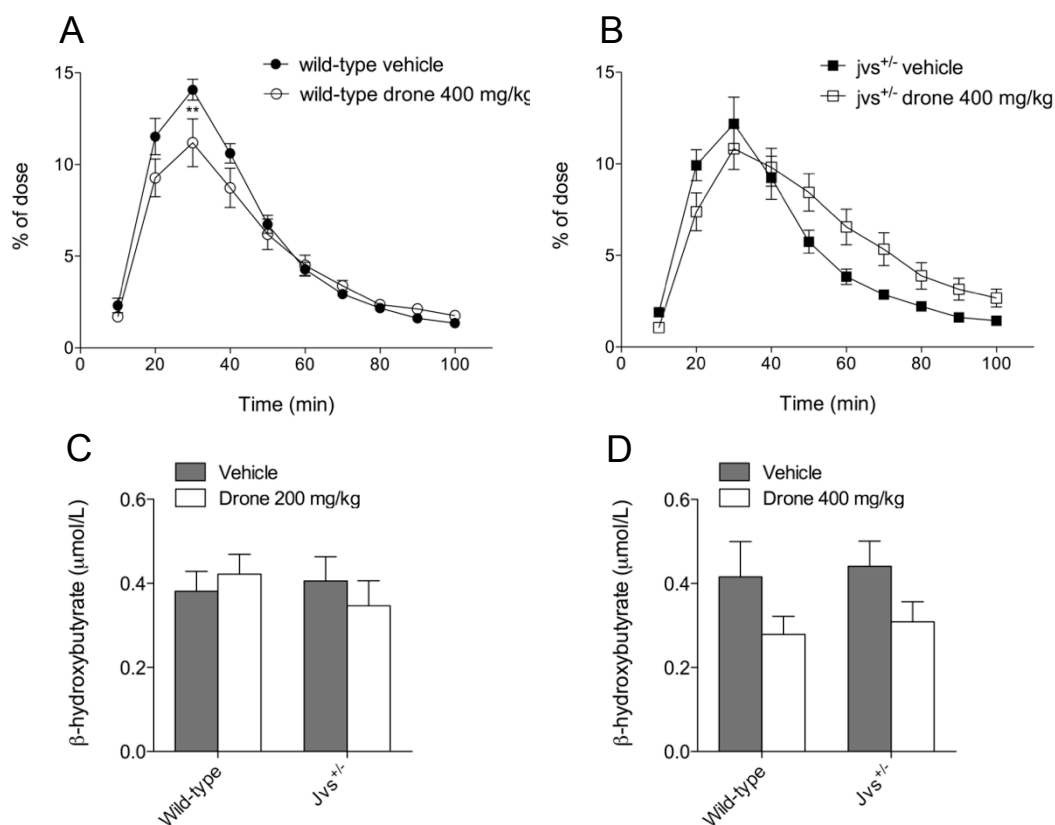 A
wild-type vehicle
wild-type drone 400 mg/kg
15
10
5
0
% of dose
0 20 40 60 80 100
Time (min)
B
jvs+/- vehicle
jvs+/- drone 400 mg/kg
15
10
5
0
% of dose
0 20 40 60 80 100
Time (min)
**
C
Vehicle
Drone 200 mg/kg
0.6
0.4
0.2
0.0
β-hydroxybutyrate (μmol/L)
Wild-type
Jvs+/-
D
Vehicle
Drone 400 mg/kg
0.6
0.4
0.2
0.0
β-hydroxybutyrate (μmol/L)
Wild-type
Jvs+/-